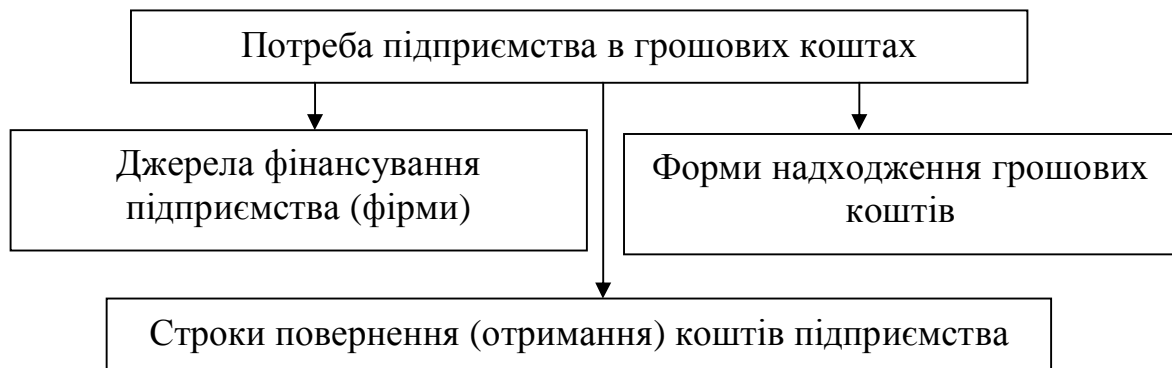 Потреба підприємства в грошових коштах
Джерела фінансування
підприємства (фірми)
Форми надходження грошових
коштів
Строки повернення (отримання) коштів підприємства